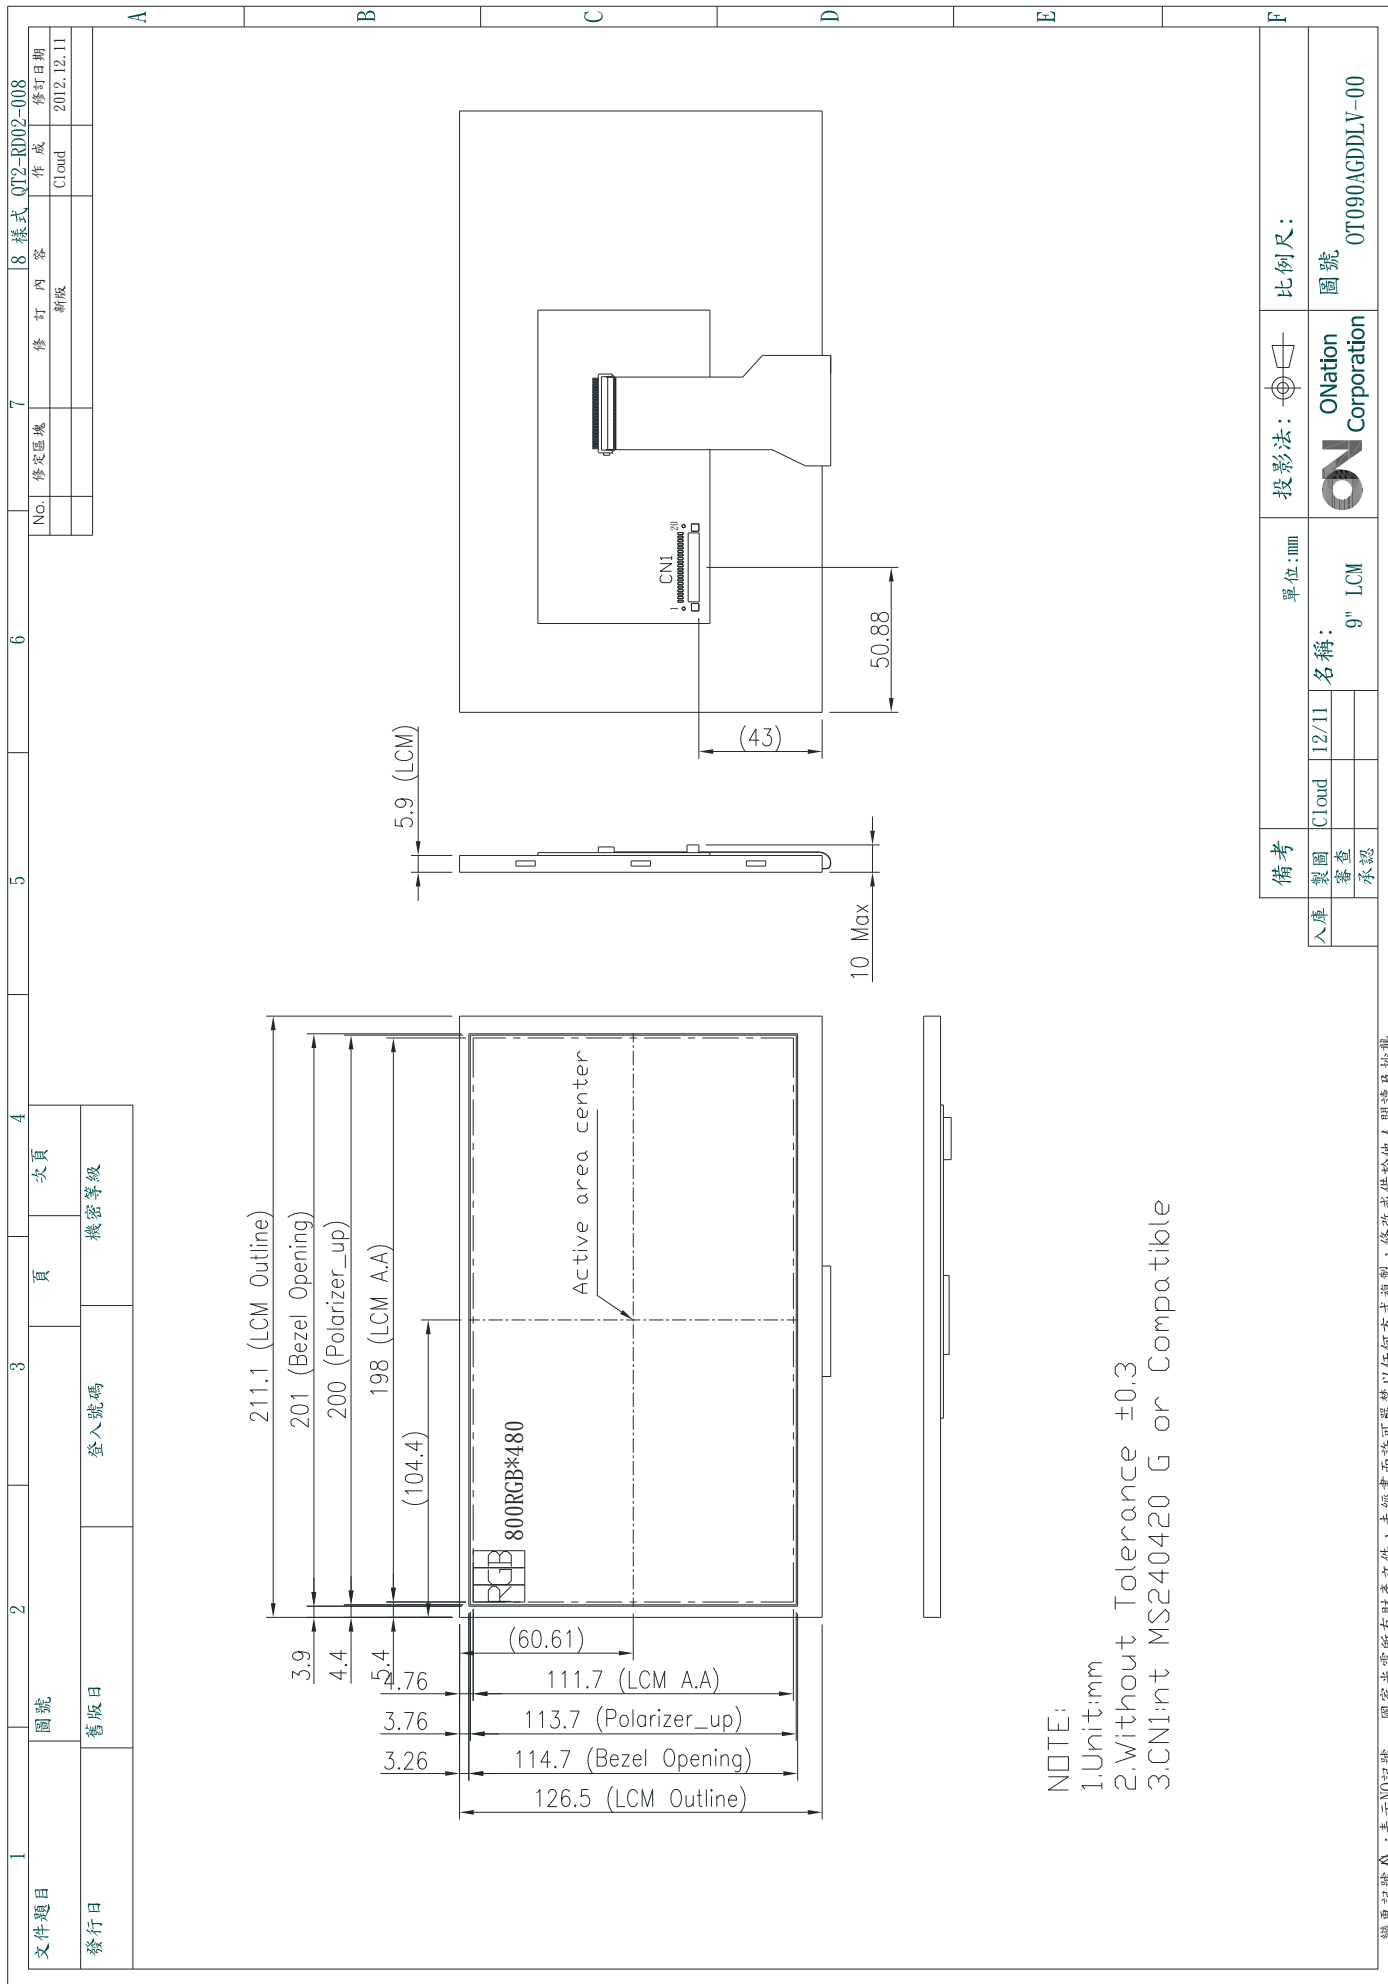 1 2 3 4 5 6 7 8 樣式 QT2-RD02-008
文件題目 圖號 頁 次頁
發行日 舊版日 登入號碼 機密等級
No. 修定區塊 修 訂 內 容 作 成 修訂日期
新版 Cloud 2012.12.11
A
B
C
D
E
F
211.1 (LCM Outline)
201 (Bezel Opening)
200 (Polarizer_up)
198 (LCM A.A)
(104.4)
3.9
4.4
5.4
4.76
3.76
3.26
(60.61)
111.7 (LCM A.A)
113.7 (Polarizer_up)
114.7 (Bezel Opening)
126.5 (LCM Outline)
RGB
800RGB*480
Active area center
5.9 (LCM)
10 Max
(43)
50.88
CN1
1
20
NOTE:
1.Unit:mm
2.Without Tolerance ±0.3
3.CN1:nt MS240420 G or Compatible
備考 單位:mm 投影法: 比例尺:
入庫 製圖 Cloud 12/11
審查
承認
名稱:
9" LCM
ON ONation
Corporation
圖號
OT090AGDDLV-00